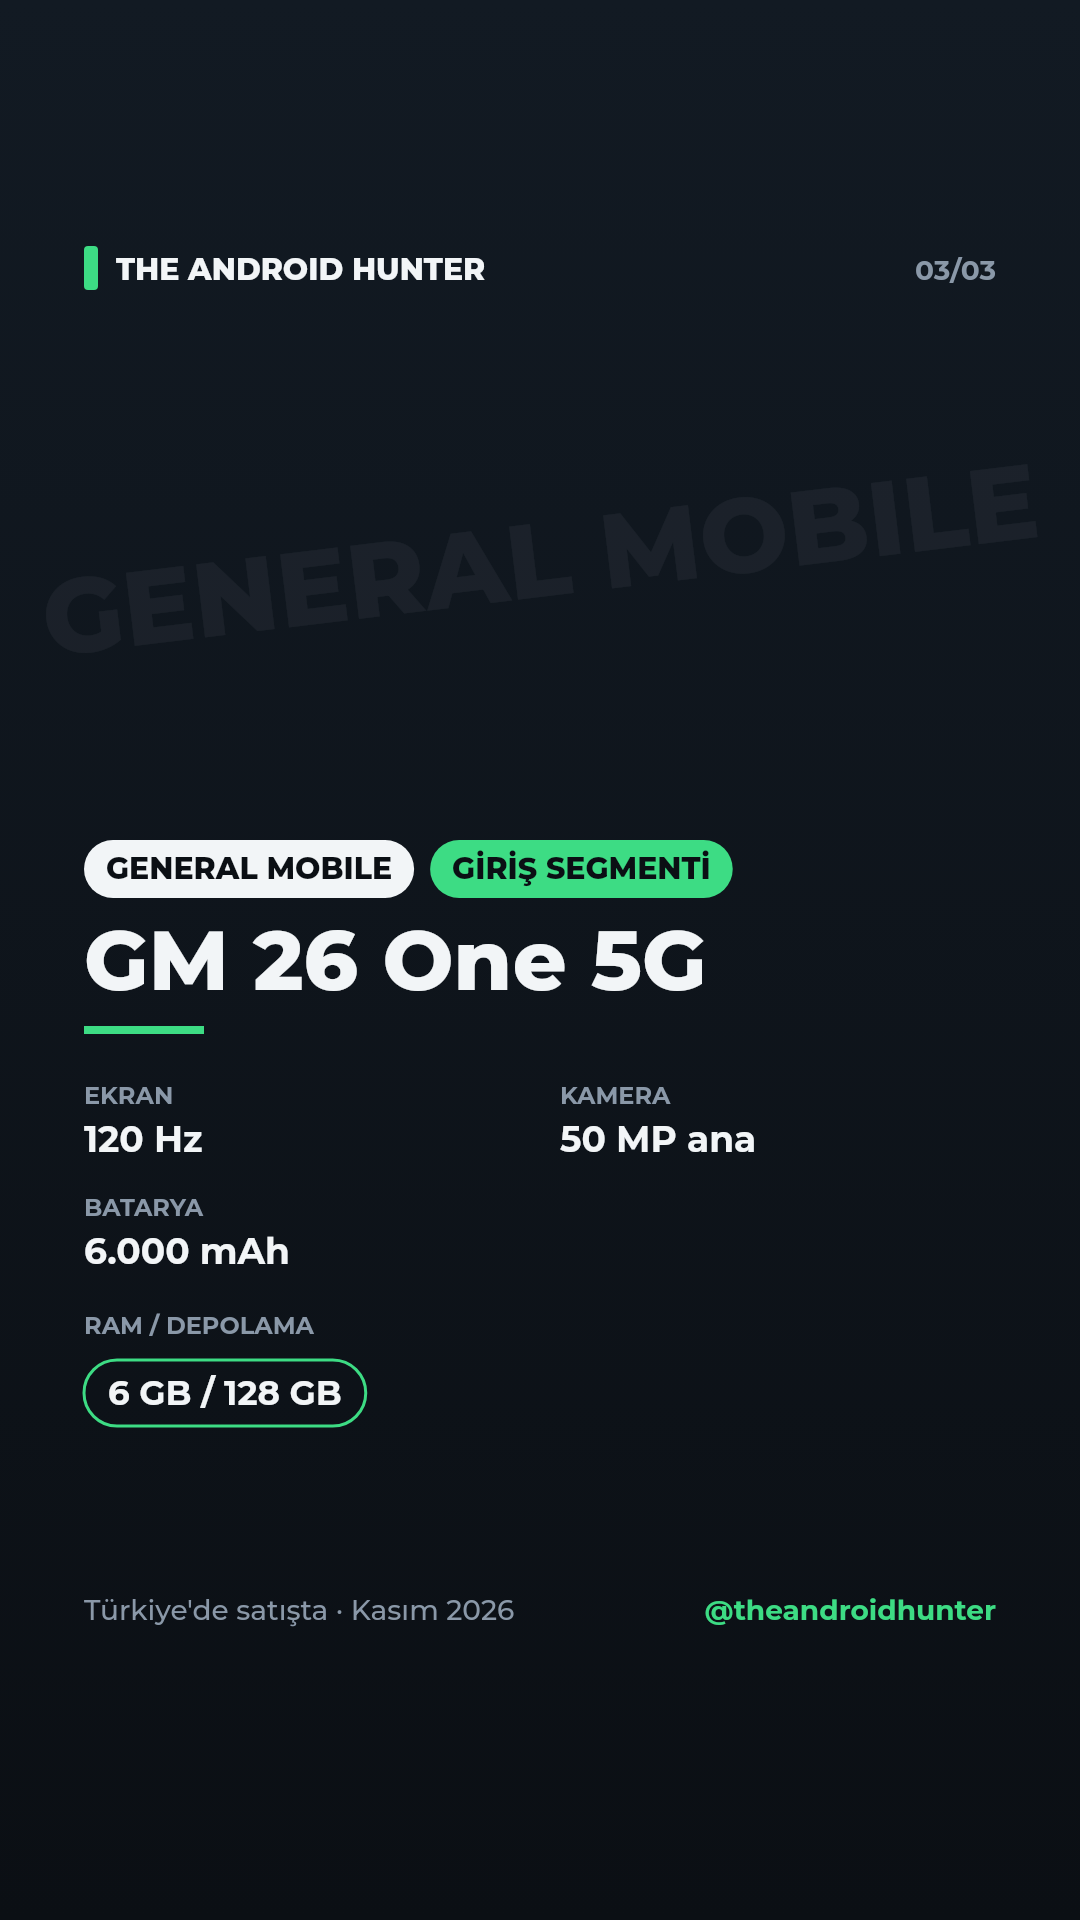 THE ANDROID HUNTER
03/03
GENERAL MOBILE
GENERAL MOBILE
GİRİŞ SEGMENTİ
GM 26 One 5G
EKRAN
120 Hz
KAMERA
50 MP ana
BATARYA
6.000 mAh
RAM / DEPOLAMA
6 GB / 128 GB
Türkiye'de satışta · Kasım 2026
@theandroidhunter